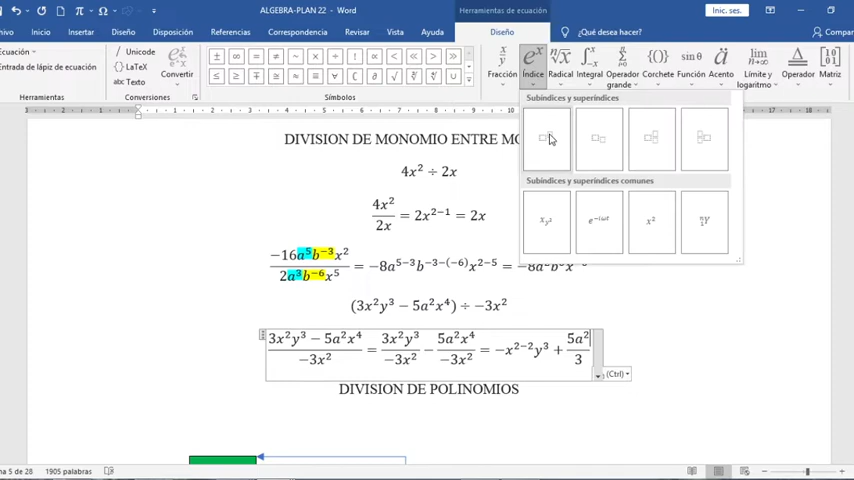 ALGEBRA-PLAN 22 - Word
Herramientas de ecuación
Inic. ses.
Inicio
Insertar
Diseño
Disposición
Referencias
Correspondencia
Revisar
Vista
Ayuda
Diseño
¿Qué desea hacer?
Ecuación
Entrada de lápiz de ecuación
Unicode
LaTeX
abc Texto
Convertir
Fracción
Índice
Radical
Integral
Operador grande
Corchete
Función
Acento
Límite y logaritmo
Operador
Matriz
Herramientas
Símbolos
Estructuras
Subíndices y superíndices
Subíndices y superíndices comunes
DIVISION DE MONOMIO ENTRE MO
4x² ÷ 2x
4x²/2x = 2x²⁻¹ = 2x
−16a⁵b⁻³x²/2a³b⁻⁶x⁵ = −8a⁵⁻³b⁻³⁻⁽⁻⁶⁾x²⁻⁵ =
(3x²y³ − 5a²x⁴) ÷ −3x²
3x²y³ − 5a²x⁴/−3x² = 3x²y³/−3x² − 5a²x⁴/−3x² = −x²⁻²y³ + 5a²/3
(Ctrl)
DIVISION DE POLINOMIOS
1905 palabras